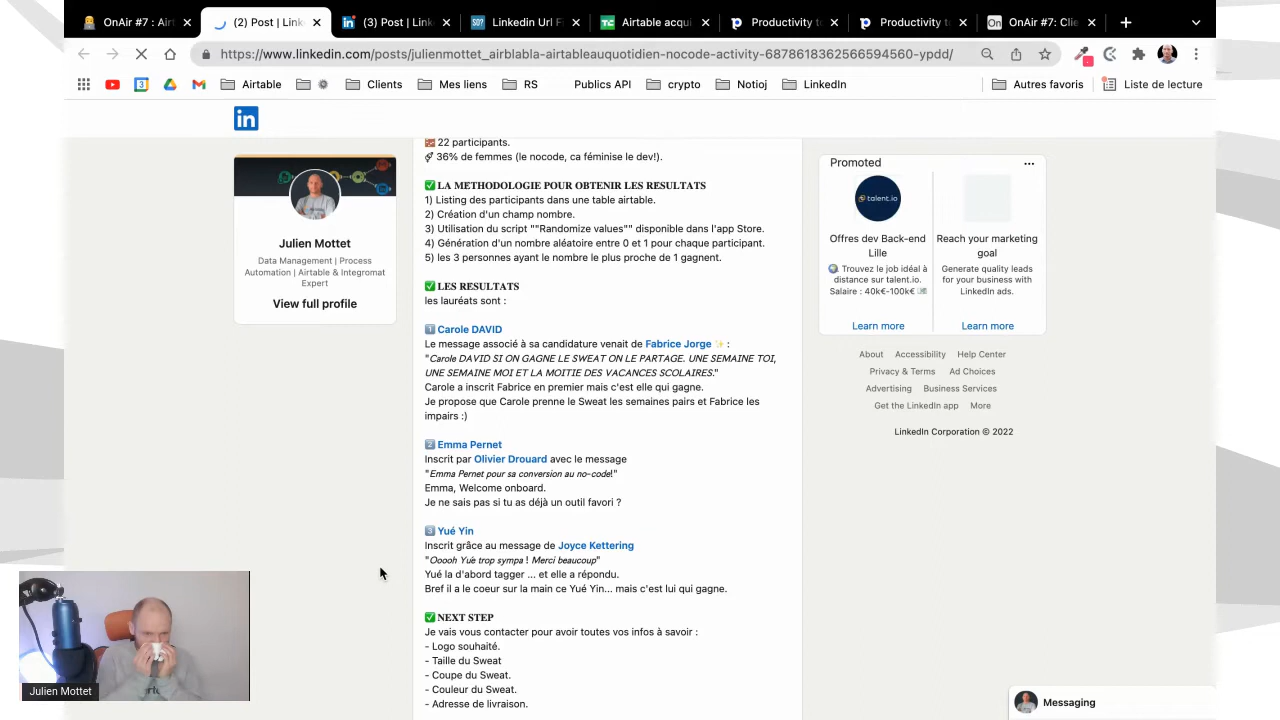 OnAir #7 : Airt
(2) Post | Link
(3) Post | Linke
Linkedin Url F
Airtable acqui
Productivity to
Productivity to
OnAir #7: Clie
https://www.linkedin.com/posts/julienmottet_airblabla-airtableauquotidien-nocode-activity-6878618362566594560-ypdd/
Airtable
Clients
Mes liens
RS
Publics API
crypto
Notioj
LinkedIn
Autres favoris
Liste de lecture
in
22 participants.
36% de femmes (le nocode, ca féminise le dev!).
LA METHODOLOGIE POUR OBTENIR LES RESULTATS
1) Listing des participants dans une table airtable.
2) Création d'un champ nombre.
3) Utilisation du script ""Randomize values"" disponible dans l'app Store.
4) Génération d'un nombre aléatoire entre 0 et 1 pour chaque participant.
5) les 3 personnes ayant le nombre le plus proche de 1 gagnent.
LES RESULTATS
les lauréats sont :
1 Carole DAVID
Le message associé à sa candidature venait de Fabrice Jorge ✨ :
"Carole DAVID SI ON GAGNE LE SWEAT ON LE PARTAGE. UNE SEMAINE TOI,
UNE SEMAINE MOI ET LA MOITIE DES VACANCES SCOLAIRES."
Carole a inscrit Fabrice en premier mais c'est elle qui gagne.
Je propose que Carole prenne le Sweat les semaines pairs et Fabrice les
impairs :)
2 Emma Pernet
Inscrit par Olivier Drouard avec le message
"Emma Pernet pour sa conversion au no-code!"
Emma, Welcome onboard.
Je ne sais pas si tu as déjà un outil favori ?
3 Yué Yin
Inscrit grâce au message de Joyce Kettering
"Ooooh Yué trop sympa ! Merci beaucoup"
Yué la d'abord tagger ... et elle a répondu.
Bref il a le coeur sur la main ce Yué Yin... mais c'est lui qui gagne.
NEXT STEP
Je vais vous contacter pour avoir toutes vos infos à savoir :
- Logo souhaité.
- Taille du Sweat
- Coupe du Sweat.
- Couleur du Sweat.
- Adresse de livraison.
Julien Mottet
Data Management | Process
Automation | Airtable & Integromat
Expert
View full profile
Promoted
talent.io
Offres dev Back-end
Lille
Trouvez le job idéal à
distance sur talent.io.
Salaire : 40k€-100k€
Learn more
Reach your marketing
goal
Generate quality leads
for your business with
LinkedIn ads.
Learn more
About Accessibility Help Center
Privacy & Terms Ad Choices
Advertising Business Services
Get the LinkedIn app More
LinkedIn Corporation © 2022
Messaging
Julien Mottet